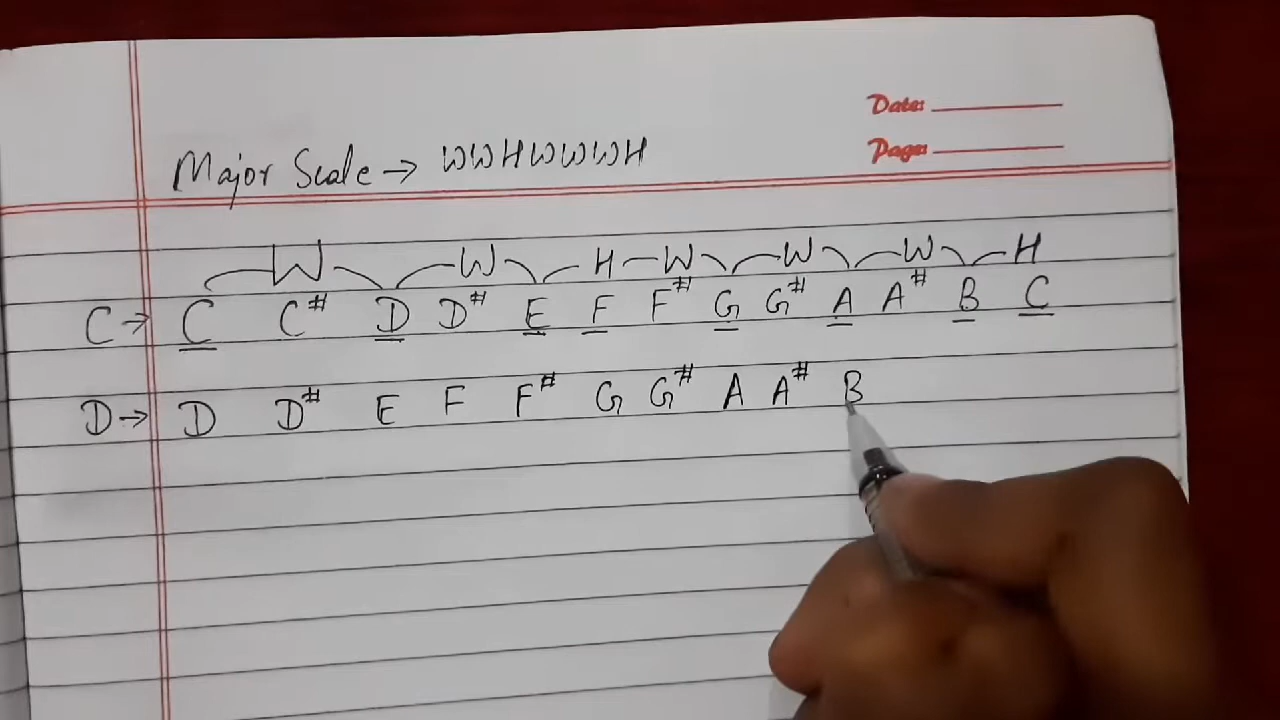 Date:
Page:
Major Scale → WWHWWWH
W W H W W W H
C → C C# D D# E F F# G G# A A# B C
D → D D# E F F# G G# A A# B